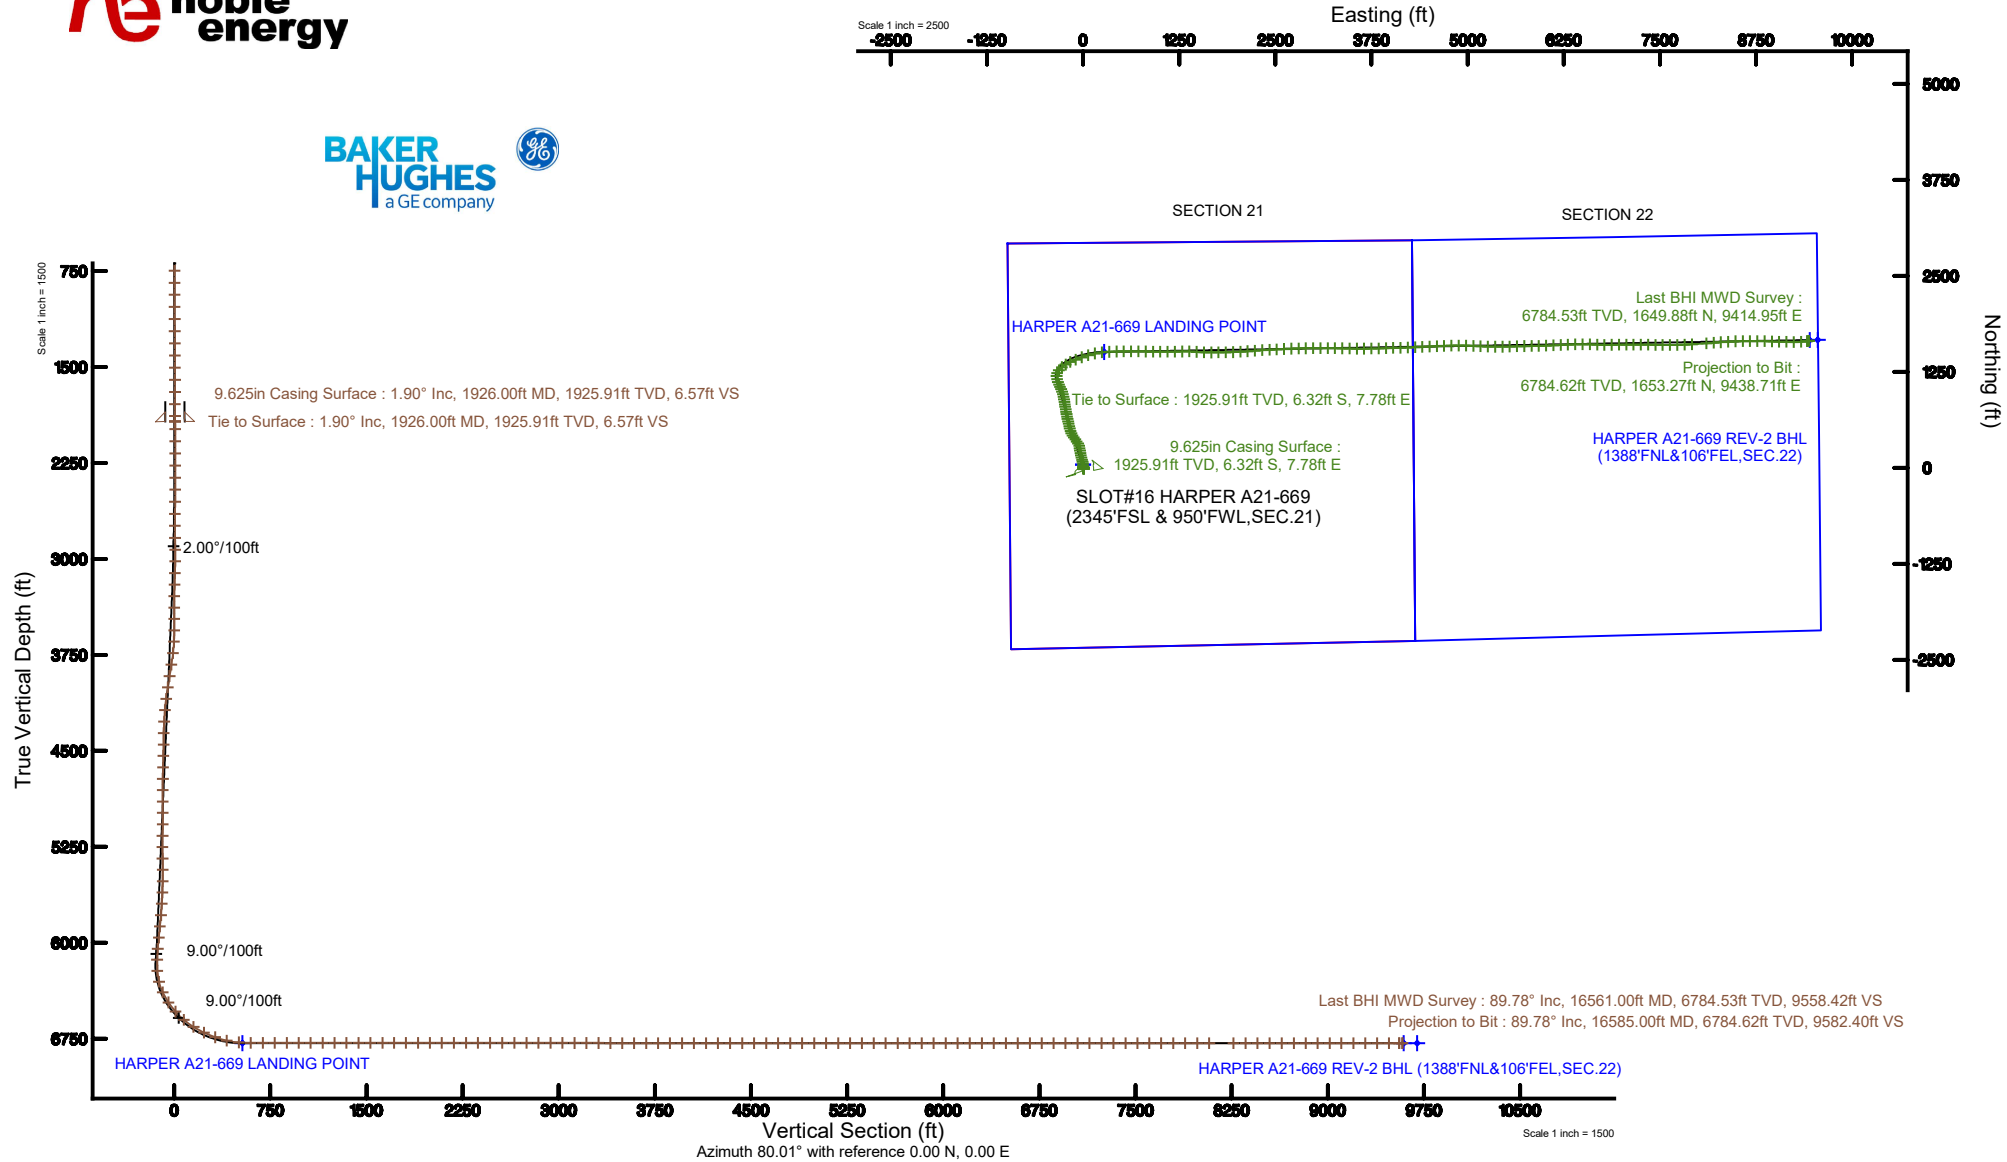 noble
energy
BAKER
HUGHES
a GE company
GE
Scale 1 inch = 2500
Easting (ft)
-2500 -1250 0 1250 2500 3750 5000 6250 7500 8750 10000
5000
3750
2500
1250
0
-1250
-2500
Northing (ft)
SECTION 21
SECTION 22
HARPER A21-669 LANDING POINT
Last BHI MWD Survey :
6784.53ft TVD, 1649.88ft N, 9414.95ft E
Projection to Bit :
6784.62ft TVD, 1653.27ft N, 9438.71ft E
Tie to Surface : 1925.91ft TVD, 6.32ft S, 7.78ft E
9.625in Casing Surface :
1925.91ft TVD, 6.32ft S, 7.78ft E
HARPER A21-669 REV-2 BHL
(1388'FNL&106'FEL,SEC.22)
SLOT#16 HARPER A21-669
(2345'FSL & 950'FWL,SEC.21)
Scale 1 inch = 1500
True Vertical Depth (ft)
750
1500
2250
3000
3750
4500
5250
6000
6750
9.625in Casing Surface : 1.90° Inc, 1926.00ft MD, 1925.91ft TVD, 6.57ft VS
Tie to Surface : 1.90° Inc, 1926.00ft MD, 1925.91ft TVD, 6.57ft VS
2.00°/100ft
9.00°/100ft
9.00°/100ft
Last BHI MWD Survey : 89.78° Inc, 16561.00ft MD, 6784.53ft TVD, 9558.42ft VS
Projection to Bit : 89.78° Inc, 16585.00ft MD, 6784.62ft TVD, 9582.40ft VS
HARPER A21-669 LANDING POINT
HARPER A21-669 REV-2 BHL (1388'FNL&106'FEL,SEC.22)
0 750 1500 2250 3000 3750 4500 5250 6000 6750 7500 8250 9000 9750 10500
Vertical Section (ft)
Scale 1 inch = 1500
Azimuth 80.01° with reference 0.00 N, 0.00 E